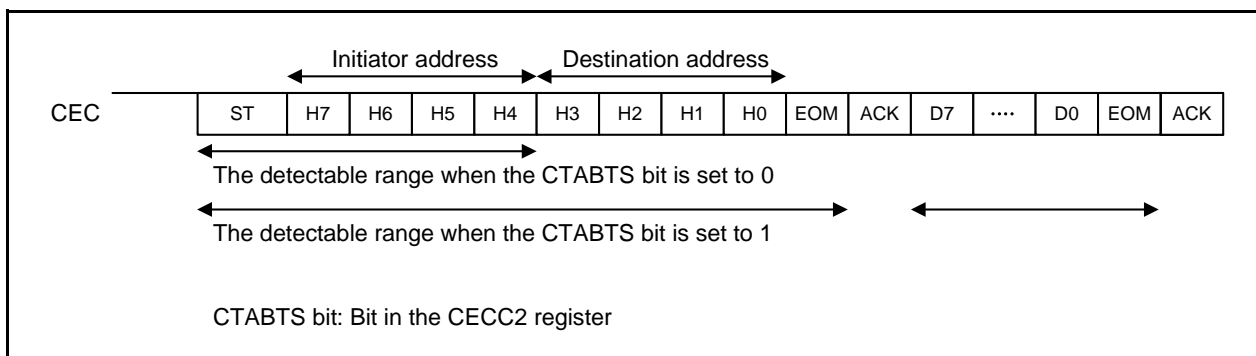 Initiator address Destination address
CEC ST H7 H6 H5 H4 H3 H2 H1 H0 EOM ACK D7 .... D0 EOM ACK
The detectable range when the CTABTS bit is set to 0
The detectable range when the CTABTS bit is set to 1
CTABTS bit: Bit in the CECC2 register